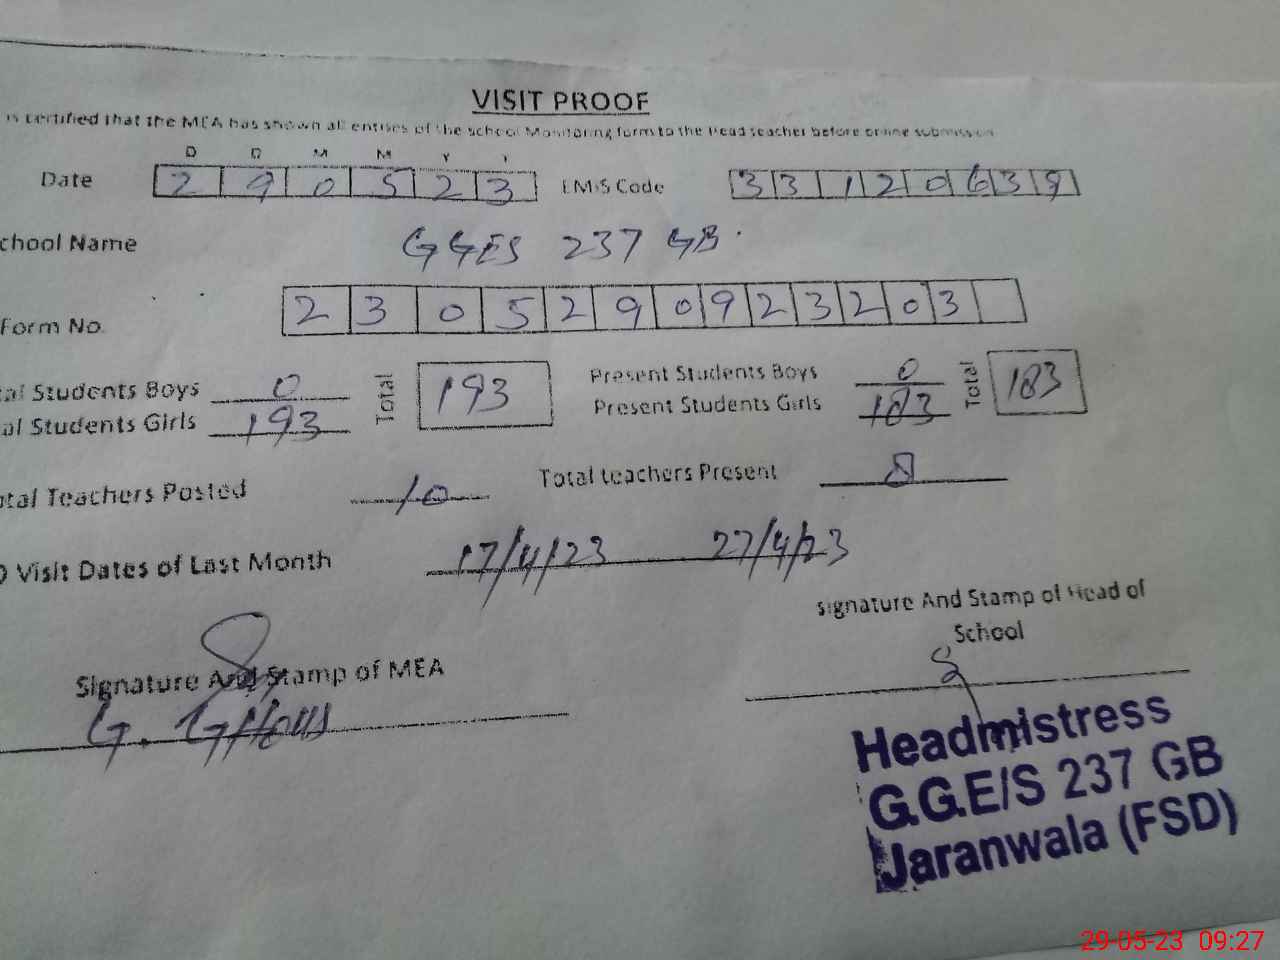 VISIT PROOF
is certified that the MEA has shown all entires of the school Monitoring form to the Head teacher before online submission
D D M M Y Y
Date 2 9 0 5 2 3 EMIS Code 3 3 1 2 0 6 3 9
chool Name GGES 237 GB
Form No. 2 3 0 5 2 9 0 9 2 3 2 0 3
al Students Boys 0 Total 193 Present Students Boys 0 Total 183
al Students Girls 193 Present Students Girls 183
tal Teachers Posted 10 Total teachers Present 8
Visit Dates of Last Month 17/4/23 27/4/23
Signature And Stamp of Head of
School
Signature And Stamp of MEA
Headmistress
G.G.E/S 237 GB
Jaranwala (FSD)
29-05-23 09:27